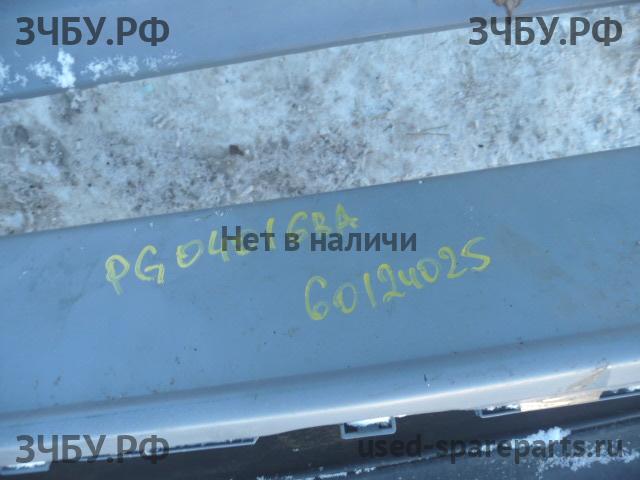 ЗЧБУ.РФ ЗЧБУ.РФ
Нет в наличи
60124025
ЗЧБУ.РФ used-spareparts.ru